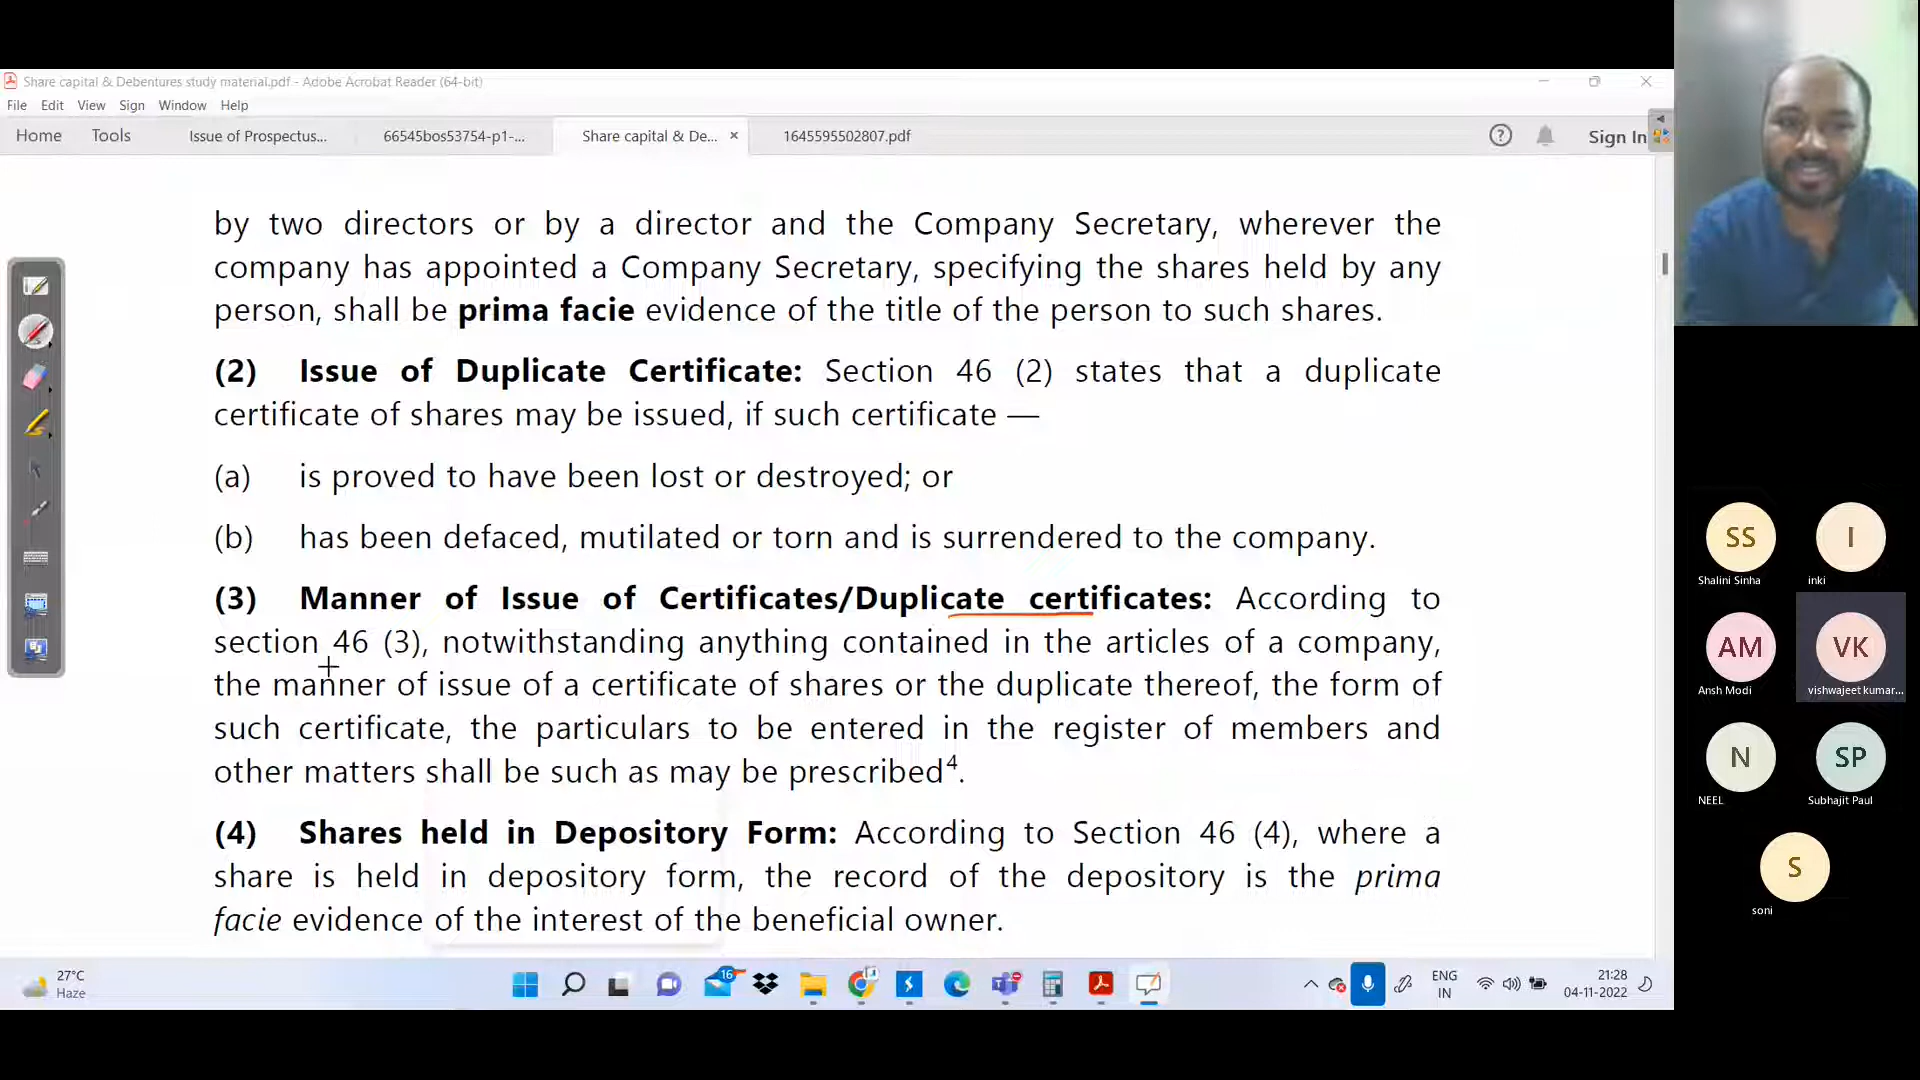 Share capital & Debentures study material.pdf - Adobe Acrobat Reader (64-bit)
File Edit View Sign Window Help
Home Tools Issue of Prospectus... 66545bos53754-p1-... Share capital & De... × 1645595502807.pdf Sign In
by two directors or by a director and the Company Secretary, wherever the
company has appointed a Company Secretary, specifying the shares held by any
person, shall be prima facie evidence of the title of the person to such shares.
(2) Issue of Duplicate Certificate: Section 46 (2) states that a duplicate
certificate of shares may be issued, if such certificate —
(a) is proved to have been lost or destroyed; or
(b) has been defaced, mutilated or torn and is surrendered to the company.
(3) Manner of Issue of Certificates/Duplicate certificates: According to
section 46 (3), notwithstanding anything contained in the articles of a company,
the manner of issue of a certificate of shares or the duplicate thereof, the form of
such certificate, the particulars to be entered in the register of members and
other matters shall be such as may be prescribed⁴.
(4) Shares held in Depository Form: According to Section 46 (4), where a
share is held in depository form, the record of the depository is the prima
facie evidence of the interest of the beneficial owner.
SS I
Shalini Sinha inki
AM VK
Ansh Modi vishwajeet kumar...
N SP
NEEL Subhajit Paul
S
soni
27°C
Haze
16
ENG
IN
21:28
04-11-2022